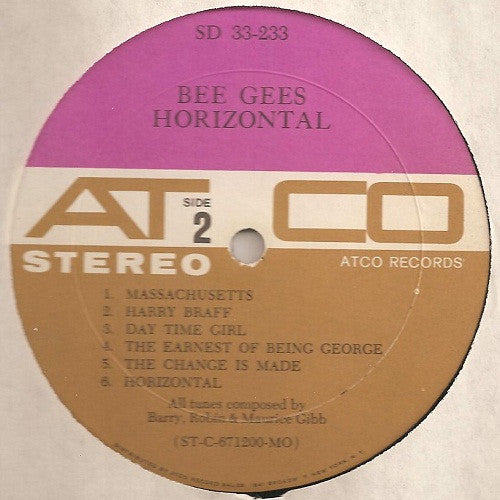 SD 33-233
BEE GEES
HORIZONTAL
ATCO
SIDE
2
STEREO
ATCO RECORDS
1. MASSACHUSETTS
2. HARRY BRAFF
3. DAY TIME GIRL
4. THE EARNEST OF BEING GEORGE
5. THE CHANGE IS MADE
6. HORIZONTAL
All tunes composed by
Barry, Robin & Maurice Gibb
(ST-C-671200-MO)